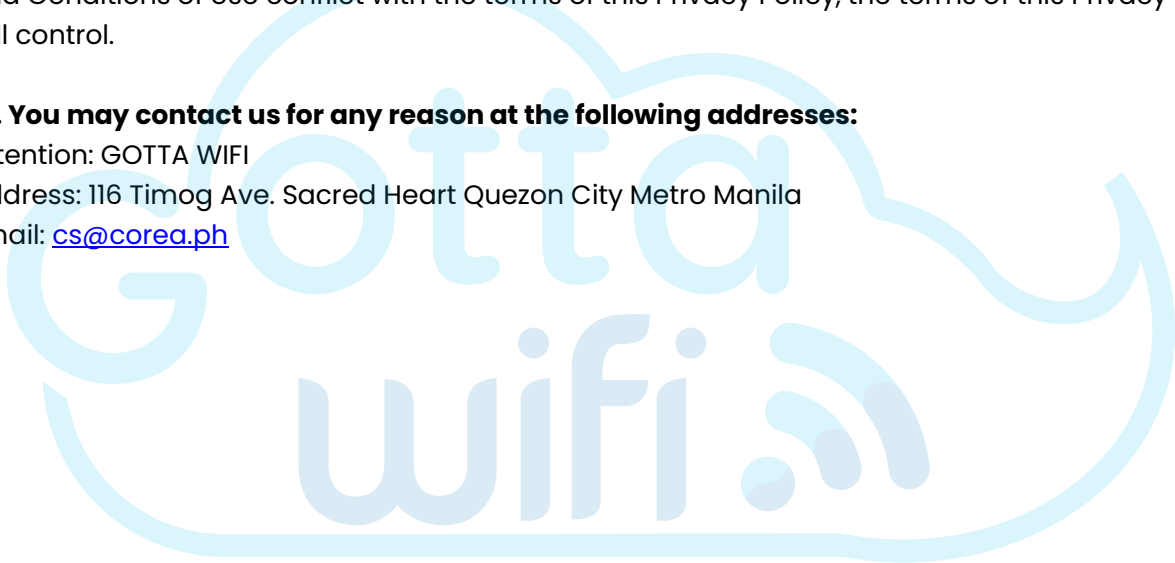 Conditions of Use conflict with the terms of this Privacy Policy, the terms of this Privacy
control.
. You may contact us for any reason at the following addresses:
tention: GOTTA WIFI
dress: 116 Timog Ave. Sacred Heart Quezon City Metro Manila
ail: cs@corea.ph
Gotta
wifi